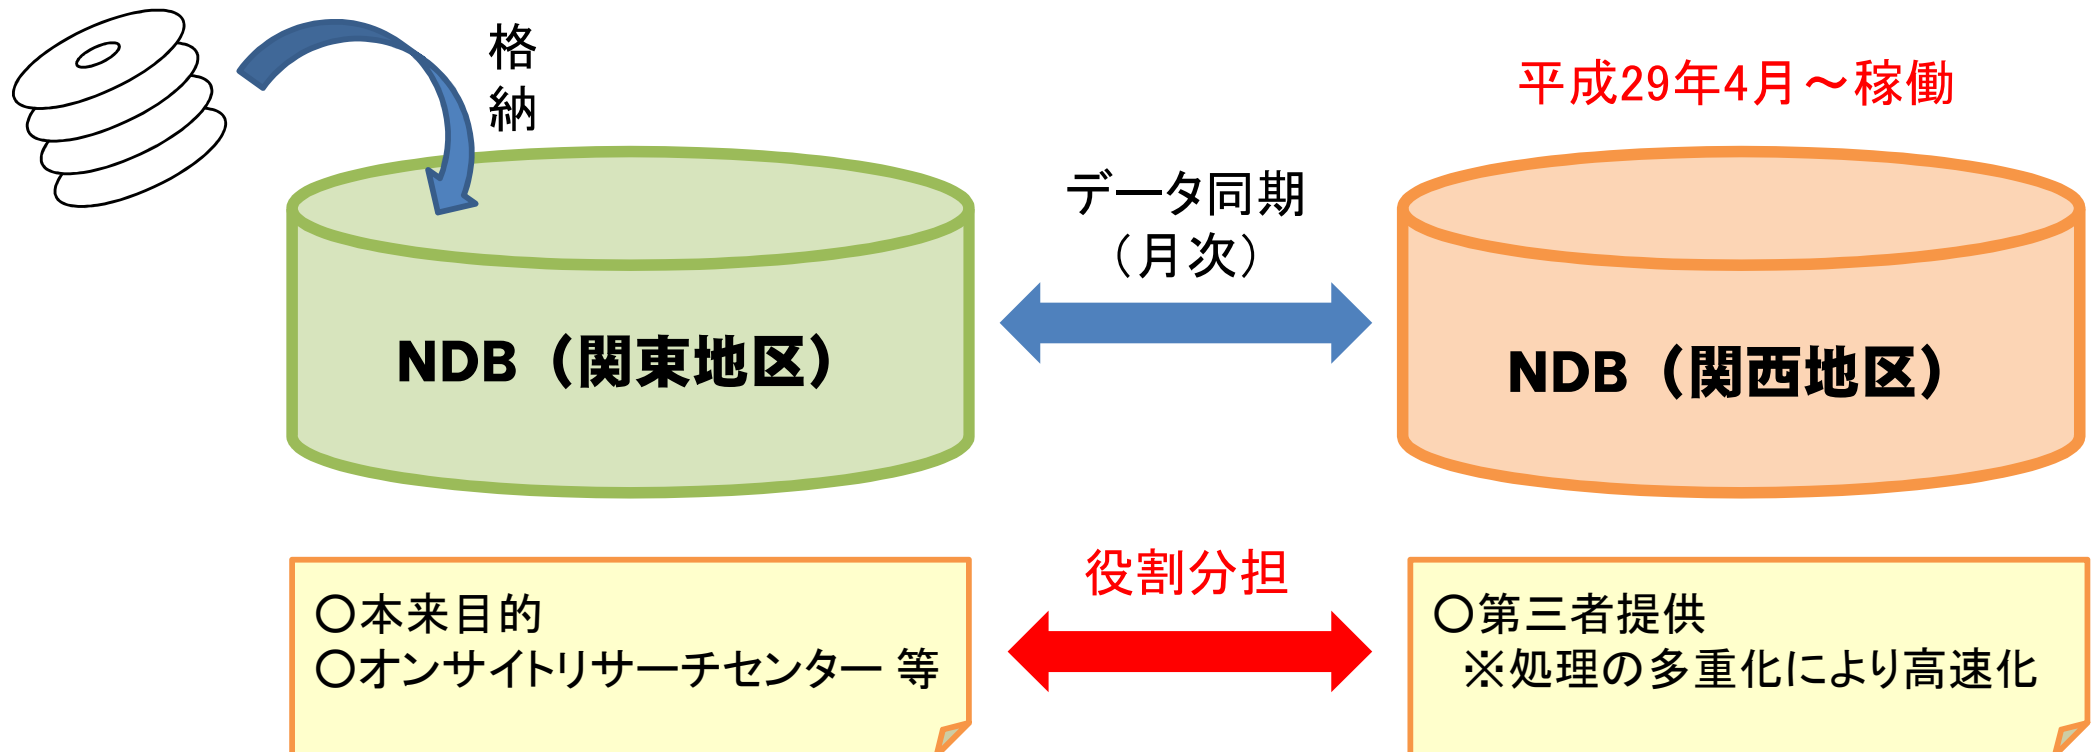 格納
平成29年4月～稼働
データ同期
（月次）
NDB（関東地区）
NDB（関西地区）
役割分担
○本来目的
○オンサイトリサーチセンター 等
○第三者提供
※処理の多重化により高速化